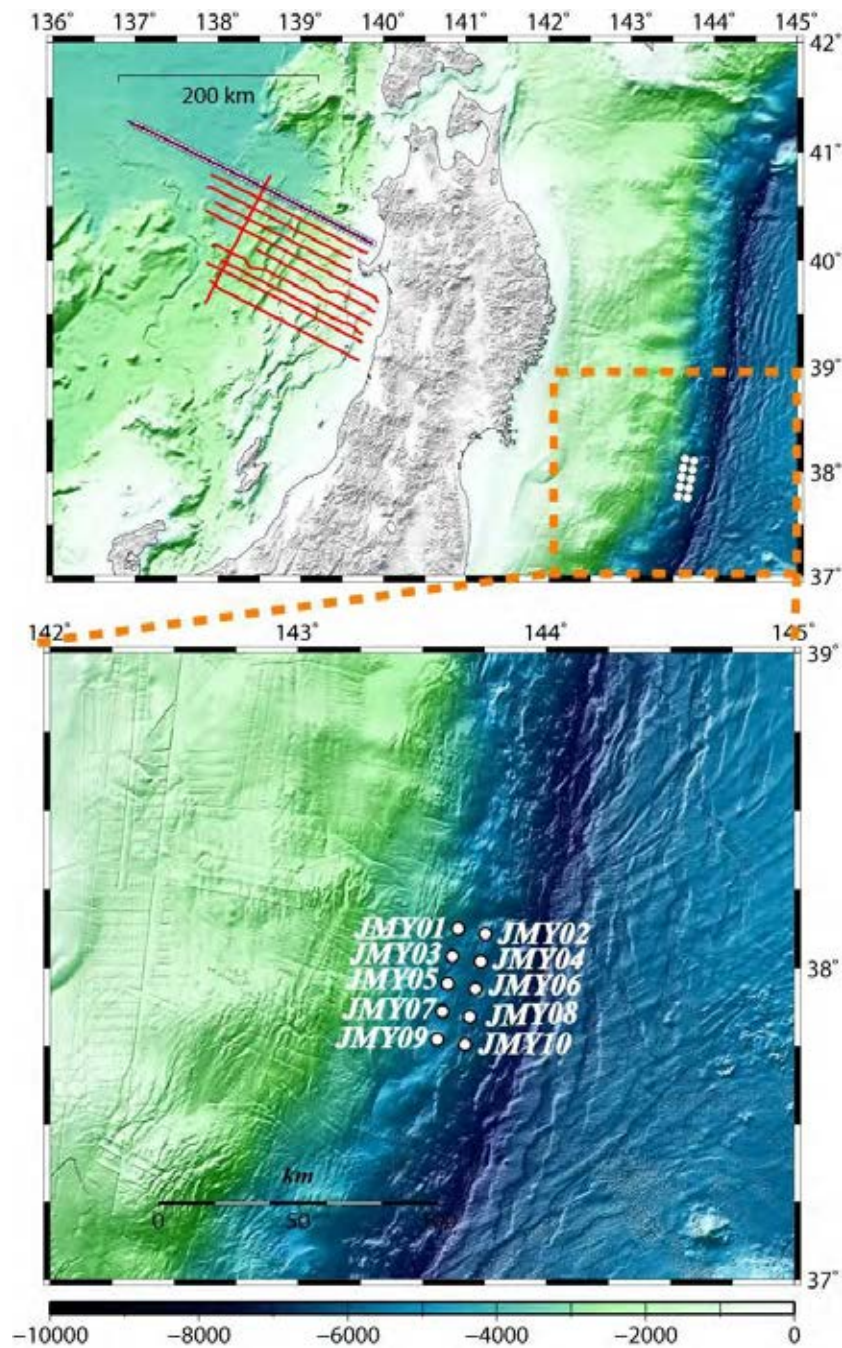 136˚ 137˚ 138˚ 139˚ 140˚ 141˚ 142˚ 143˚ 144˚ 145˚
42˚
200 km
41˚
40˚
39˚
38˚
37˚
142˚ 143˚ 144˚ 145˚
39˚
JMY01 JMY02
JMY03 JMY04
JMY05 JMY06
38˚
JMY07 JMY08
JMY09 JMY10
km
0 50 100
37˚
−10000 −8000 −6000 −4000 −2000 0